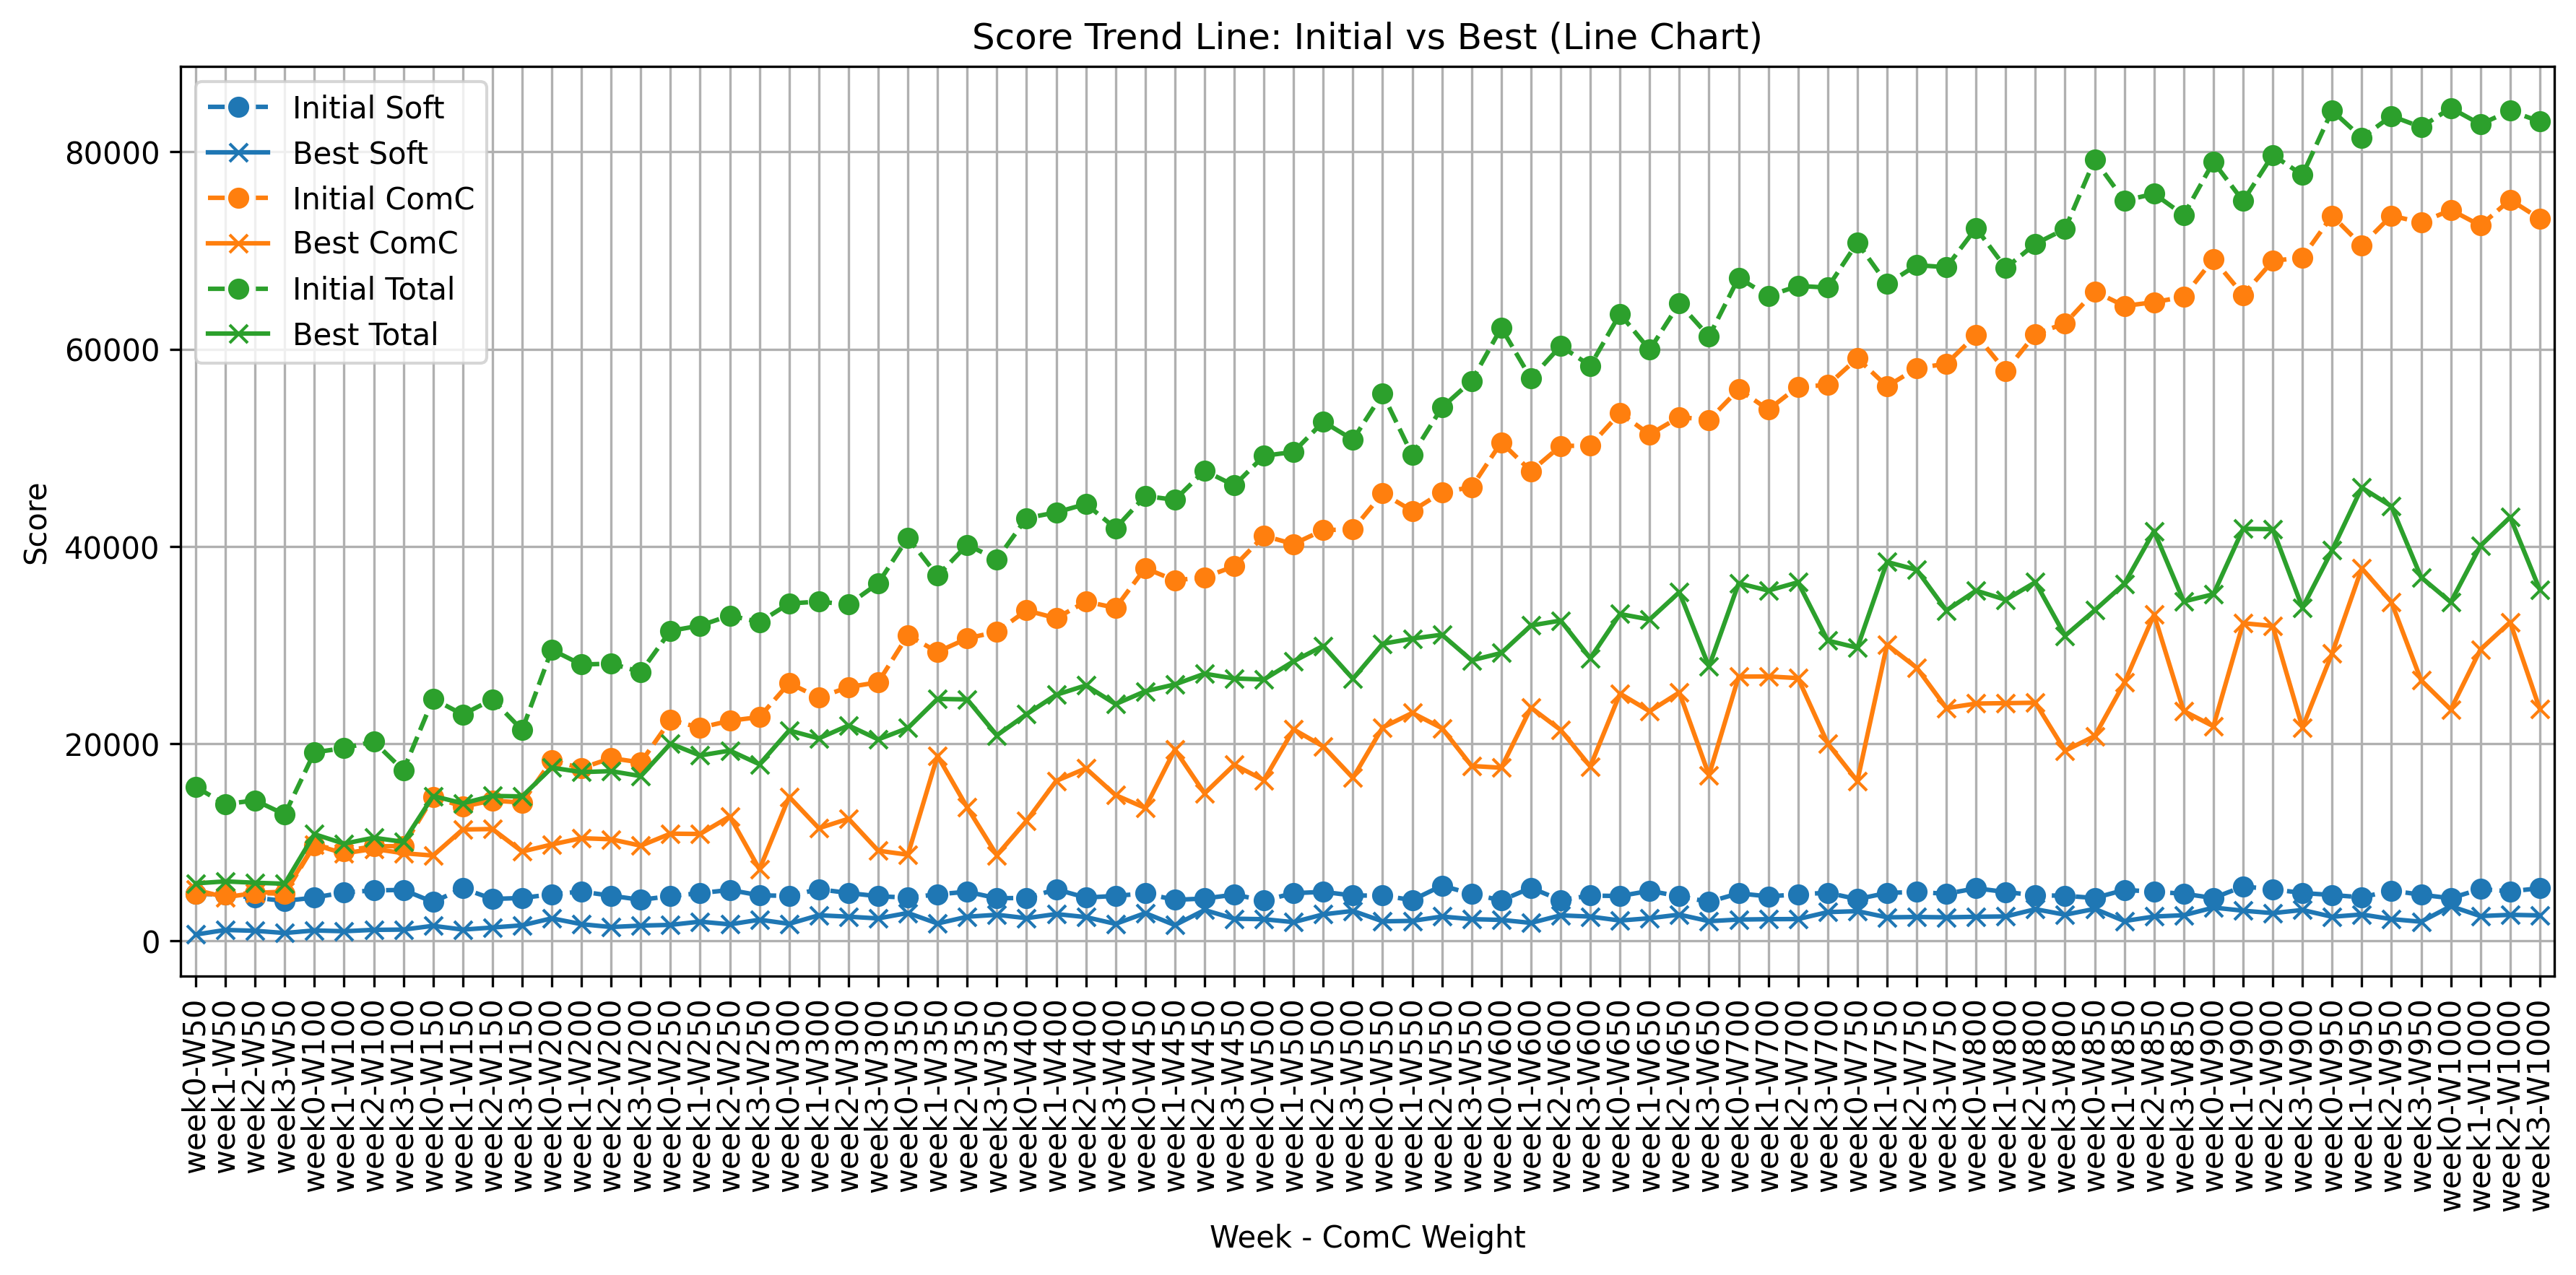 Score Trend Line: Initial vs Best (Line Chart)
Initial Soft
Best Soft
Initial ComC
Best ComC
Initial Total
Best Total
Score
80000
60000
40000
20000
0
week0-W50
week1-W50
week2-W50
week3-W50
week0-W100
week1-W100
week2-W100
week3-W100
week0-W150
week1-W150
week2-W150
week3-W150
week0-W200
week1-W200
week2-W200
week3-W200
week0-W250
week1-W250
week2-W250
week3-W250
week0-W300
week1-W300
week2-W300
week3-W300
week0-W350
week1-W350
week2-W350
week3-W350
week0-W400
week1-W400
week2-W400
week3-W400
week0-W450
week1-W450
week2-W450
week3-W450
week0-W500
week1-W500
week2-W500
week3-W500
week0-W550
week1-W550
week2-W550
week3-W550
week0-W600
week1-W600
week2-W600
week3-W600
week0-W650
week1-W650
week2-W650
week3-W650
week0-W700
week1-W700
week2-W700
week3-W700
week0-W750
week1-W750
week2-W750
week3-W750
week0-W800
week1-W800
week2-W800
week3-W800
week0-W850
week1-W850
week2-W850
week3-W850
week0-W900
week1-W900
week2-W900
week3-W900
week0-W950
week1-W950
week2-W950
week3-W950
week0-W1000
week1-W1000
week2-W1000
week3-W1000
Week - ComC Weight